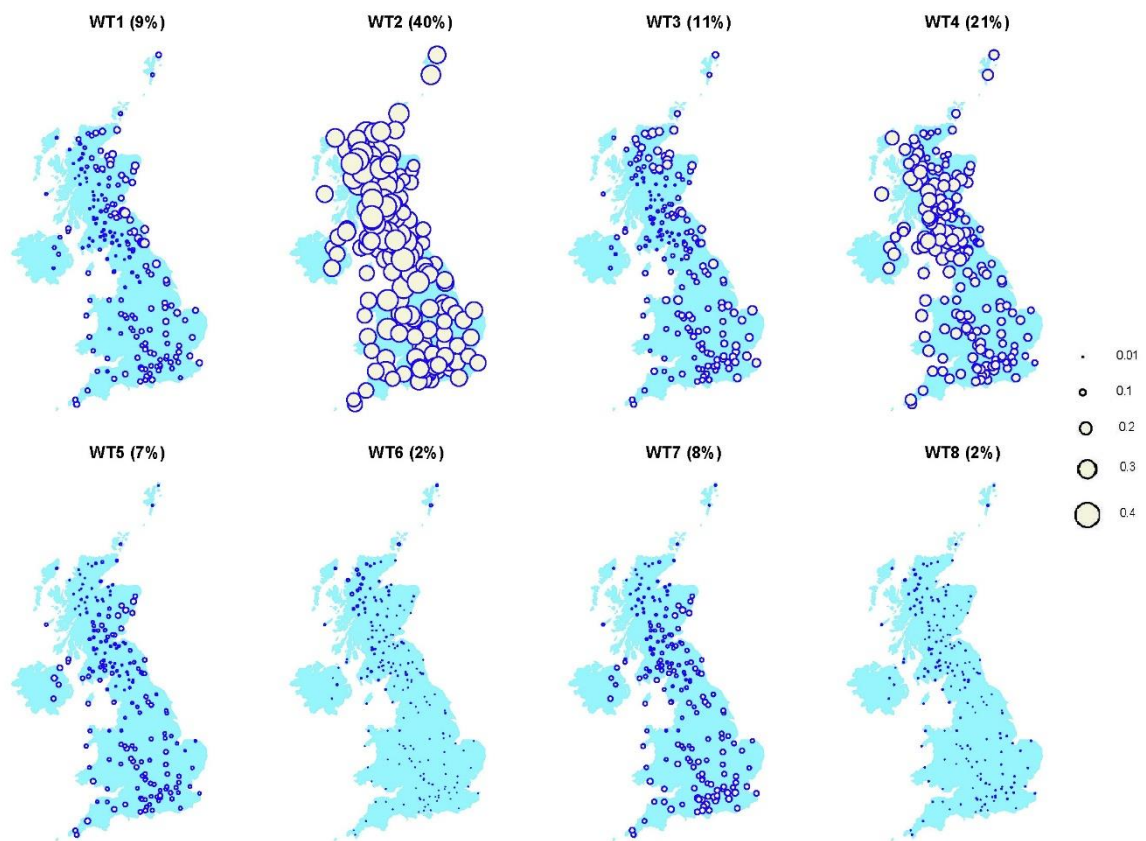 WT1 (9%)
WT2 (40%)
WT3 (11%)
WT4 (21%)
0.01
0.1
0.2
0.3
0.4
WT5 (7%)
WT6 (2%)
WT7 (8%)
WT8 (2%)